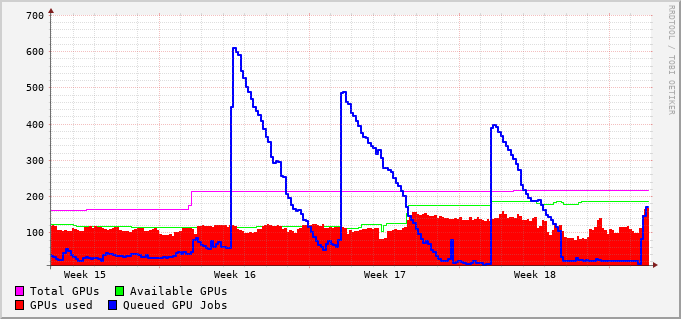 700
600
500
400
300
200
100
Week 15 Week 16 Week 17 Week 18
Total GPUs Available GPUs
GPUs used Queued GPU Jobs
RRDTOOL / TOBI OETIKER